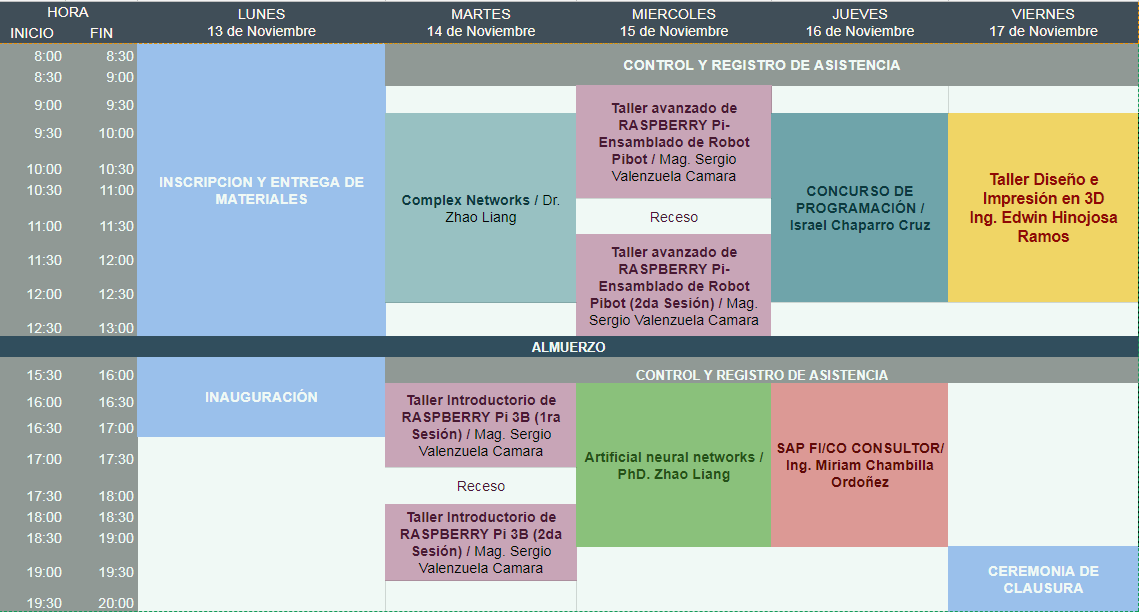 HORA
LUNES
MARTES
MIERCOLES
JUEVES
VIERNES
INICIO
FIN
13 de Noviembre
14 de Noviembre
15 de Noviembre
16 de Noviembre
17 de Noviembre
8:00 8:30
8:30 9:00
9:00 9:30
9:30 10:00
10:00 10:30
10:30 11:00
11:00 11:30
11:30 12:00
12:00 12:30
12:30 13:00
INSCRIPCION Y ENTREGA DE
MATERIALES
CONTROL Y REGISTRO DE ASISTENCIA
Complex Networks / Dr.
Zhao Liang
Taller avanzado de
RASPBERRY Pi-
Ensamblado de Robot
Pibot / Mag. Sergio
Valenzuela Camara
Receso
Taller avanzado de
RASPBERRY Pi-
Ensamblado de Robot
Pibot (2da Sesión) / Mag.
Sergio Valenzuela Camara
CONCURSO DE
PROGRAMACIÓN /
Israel Chaparro Cruz
Taller Diseño e
Impresión en 3D
Ing. Edwin Hinojosa
Ramos
ALMUERZO
15:30 16:00
16:00 16:30
16:30 17:00
17:00 17:30
17:30 18:00
18:00 18:30
18:30 19:00
19:00 19:30
19:30 20:00
INAUGURACIÓN
CONTROL Y REGISTRO DE ASISTENCIA
Taller Introductorio de
RASPBERRY Pi 3B (1ra
Sesión) / Mag. Sergio
Valenzuela Camara
Receso
Taller Introductorio de
RASPBERRY Pi 3B (2da
Sesión) / Mag. Sergio
Valenzuela Camara
Artificial neural networks /
PhD. Zhao Liang
SAP FI/CO CONSULTOR/
Ing. Miriam Chambilla
Ordoñez
CEREMONIA DE
CLAUSURA